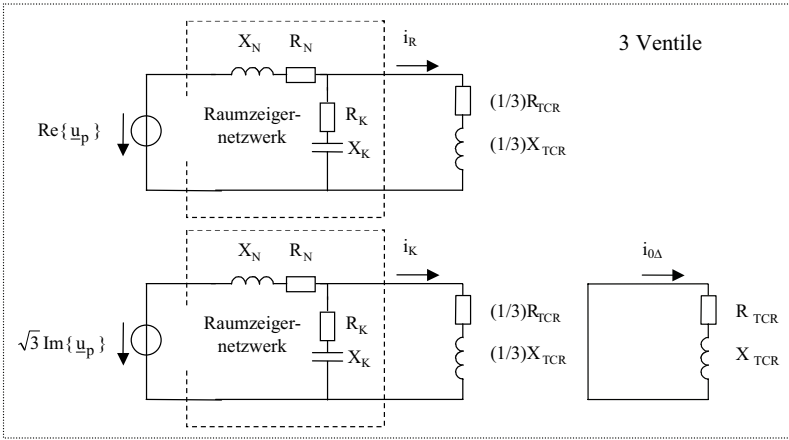 3 Ventile
X_N R_N i_R
Re{u_p}
Raumzeiger-
netzwerk
R_K
X_K
(1/3)R_TCR
(1/3)X_TCR
X_N R_N i_K i_0Δ
√3 Im{u_p}
Raumzeiger-
netzwerk
R_K
X_K
(1/3)R_TCR
(1/3)X_TCR
R_TCR
X_TCR